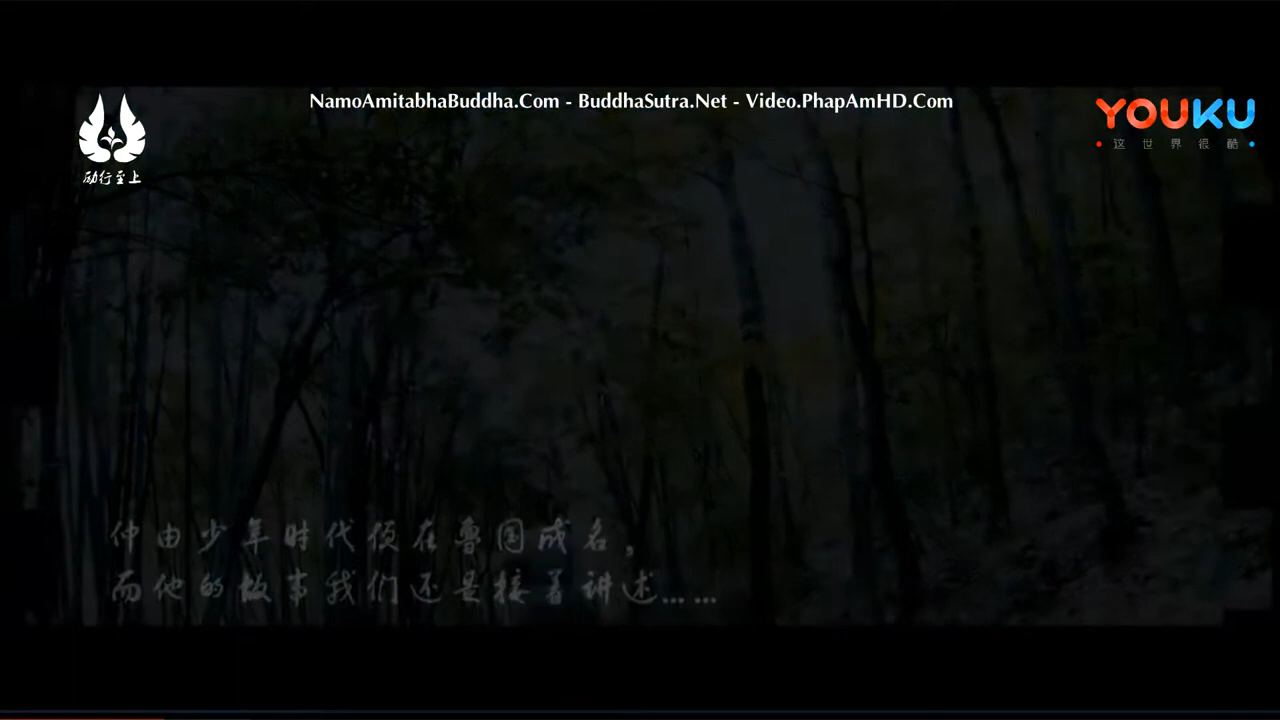 NamoAmitabhaBuddha.Com - BuddhaSutra.Net - Video.PhapAmHD.Com
YOUKU
这世界很酷
励行至上
仲由少年时代便在鲁国成名,
而他的故事我们还是接着讲述... ...